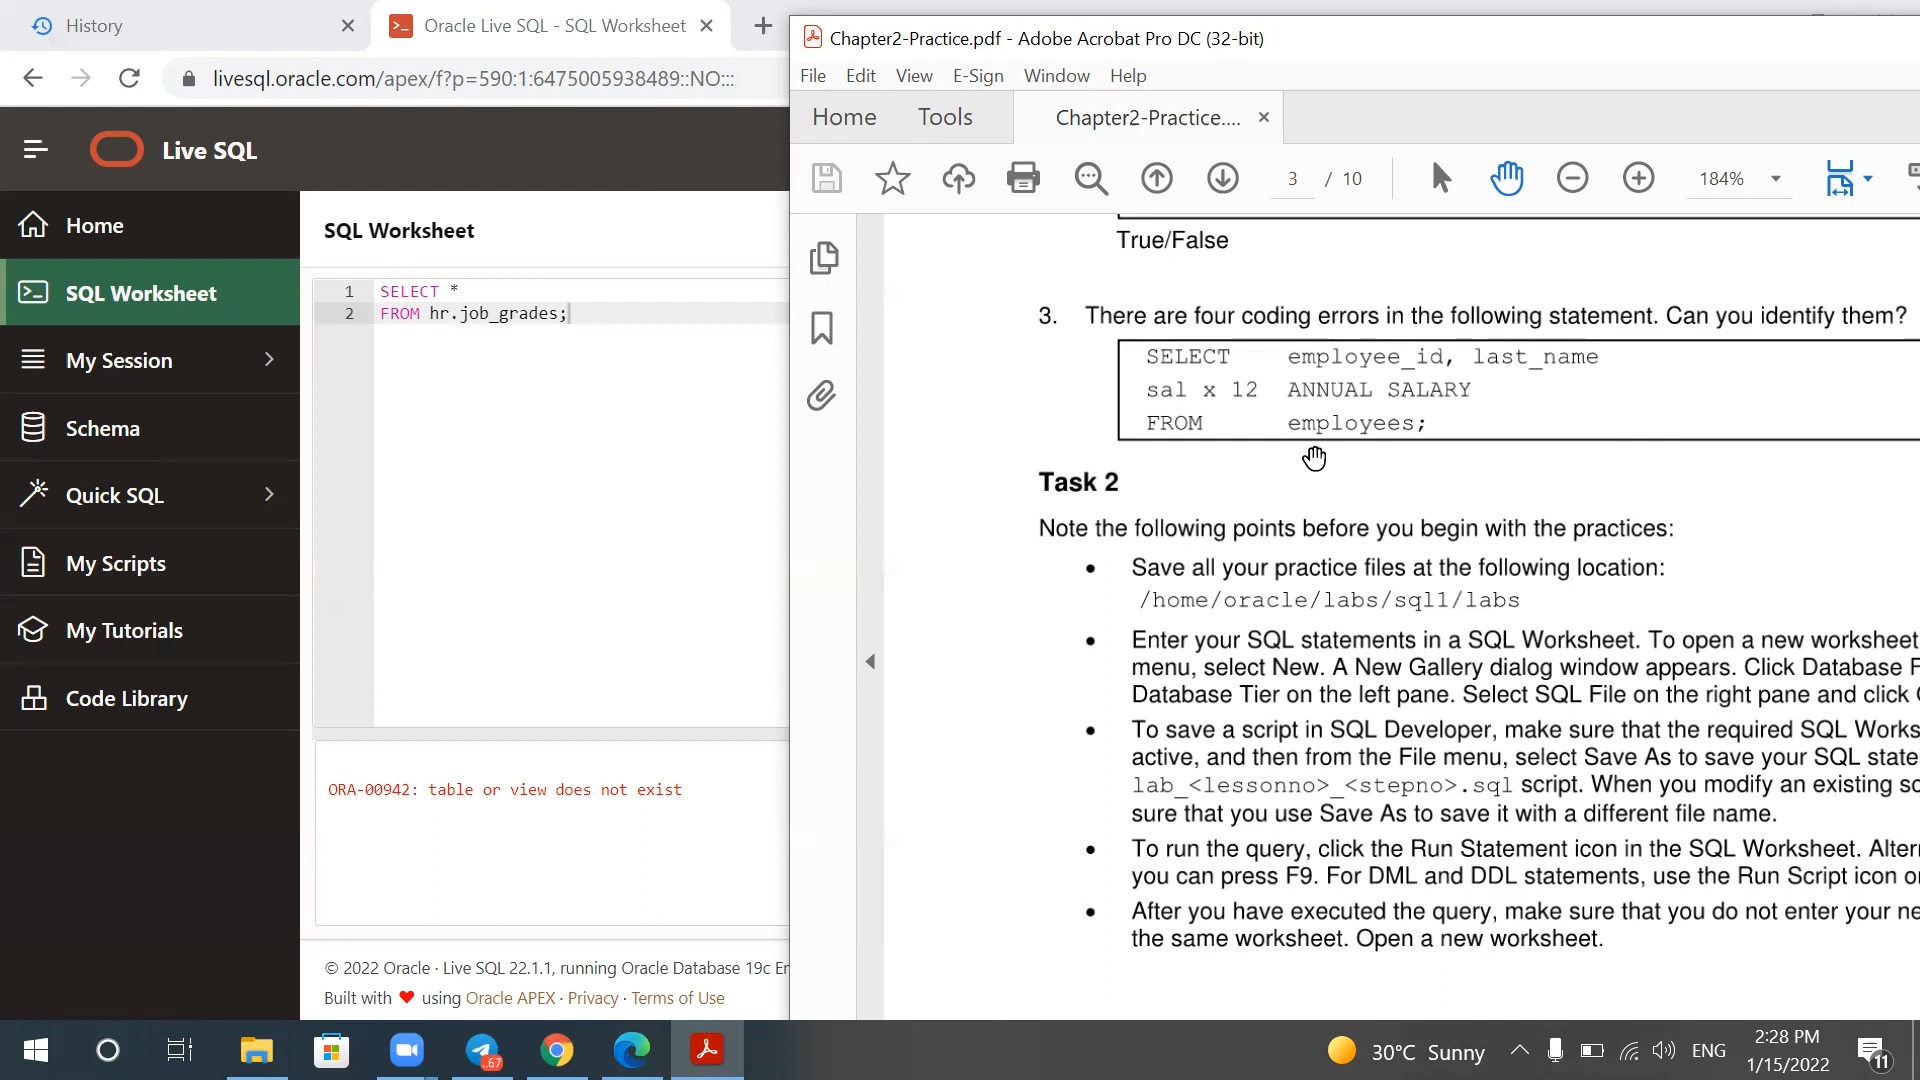 History
Oracle Live SQL - SQL Worksheet
livesql.oracle.com/apex/f?p=590:1:6475005938489::NO:::
Live SQL
Home
SQL Worksheet
My Session
Schema
Quick SQL
My Scripts
My Tutorials
Code Library
SQL Worksheet
1 SELECT *
2 FROM hr.job_grades;
ORA-00942: table or view does not exist
© 2022 Oracle · Live SQL 22.1.1, running Oracle Database 19c En
Built with ❤ using Oracle APEX · Privacy · Terms of Use
Chapter2-Practice.pdf - Adobe Acrobat Pro DC (32-bit)
File Edit View E-Sign Window Help
Home Tools Chapter2-Practice....
3 / 10 184%
True/False
3. There are four coding errors in the following statement. Can you identify them?
SELECT employee_id, last_name
sal x 12 ANNUAL SALARY
FROM employees;
Task 2
Note the following points before you begin with the practices:
• Save all your practice files at the following location:
/home/oracle/labs/sql1/labs
• Enter your SQL statements in a SQL Worksheet. To open a new worksheet
menu, select New. A New Gallery dialog window appears. Click Database F
Database Tier on the left pane. Select SQL File on the right pane and click
• To save a script in SQL Developer, make sure that the required SQL Works
active, and then from the File menu, select Save As to save your SQL state
lab_<lessonno>_<stepno>.sql script. When you modify an existing sc
sure that you use Save As to save it with a different file name.
• To run the query, click the Run Statement icon in the SQL Worksheet. Altern
you can press F9. For DML and DDL statements, use the Run Script icon o
• After you have executed the query, make sure that you do not enter your ne
the same worksheet. Open a new worksheet.
..67
30°C Sunny
ENG
2:28 PM
1/15/2022
11